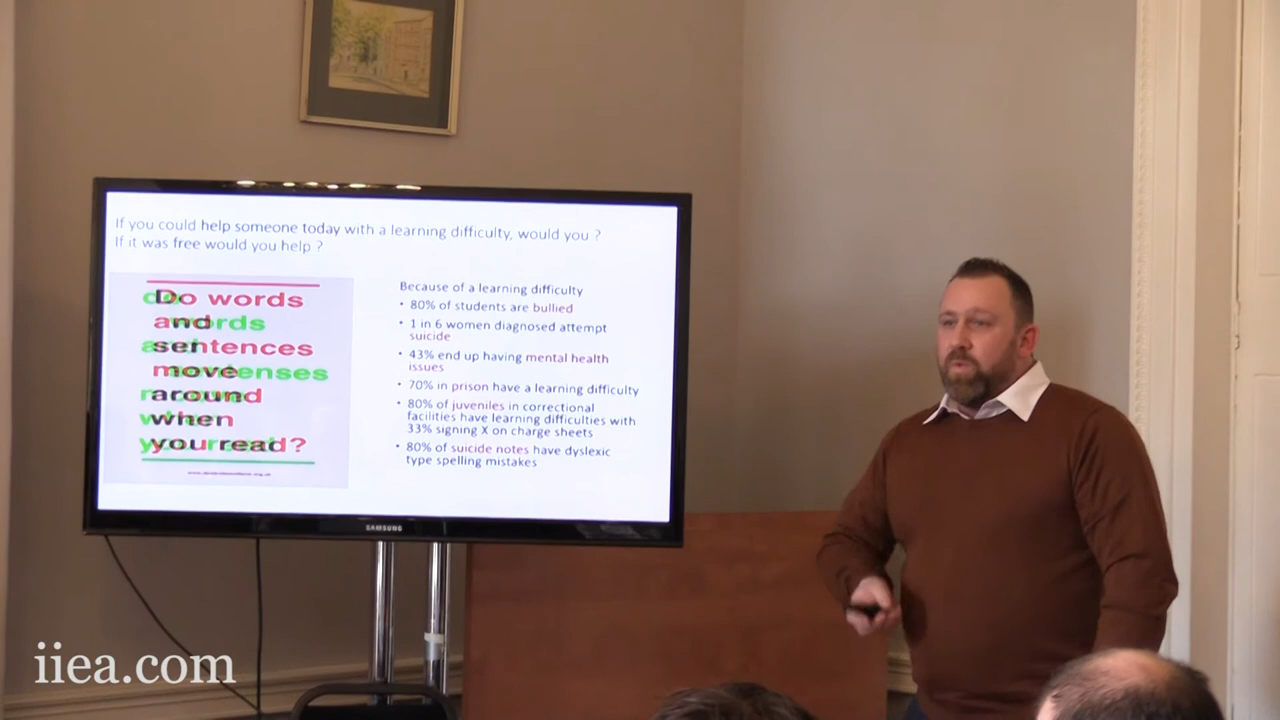 If you could help someone today with a learning difficulty, would you ?
If it was free would you help ?
Do words
and
sentences
move
around
when
you read?
Because of a learning difficulty
• 80% of students are bullied
• 1 in 6 women diagnosed attempt
suicide
• 43% end up having mental health
issues
• 70% in prison have a learning difficulty
• 80% of juveniles in correctional
facilities have learning difficulties with
33% signing X on charge sheets
• 80% of suicide notes have dyslexic
type spelling mistakes
SAMSUNG
iiea.com